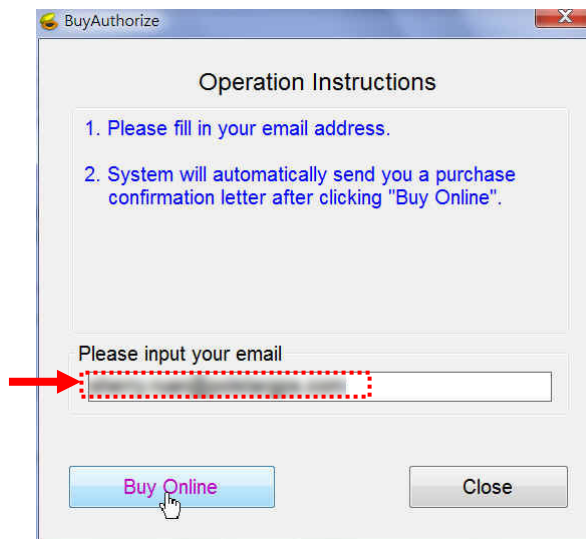 BuyAuthorize
Operation Instructions
1. Please fill in your email address.
2. System will automatically send you a purchase
confirmation letter after clicking "Buy Online".
Please input your email
Buy Online
Close